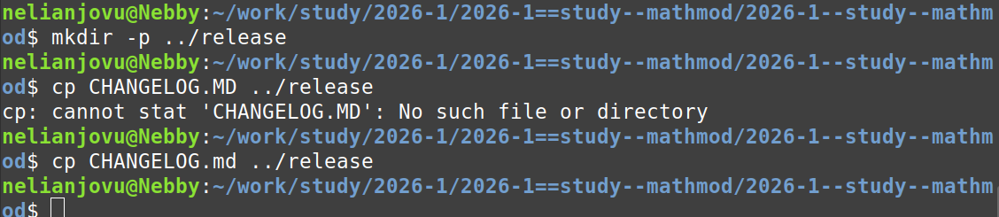 nelianjovu@Nebby:~/work/study/2026-1/2026-1==study--mathmod/2026-1--study--mathm
od$ mkdir -p ../release
nelianjovu@Nebby:~/work/study/2026-1/2026-1==study--mathmod/2026-1--study--mathm
od$ cp CHANGELOG.MD ../release
cp: cannot stat 'CHANGELOG.MD': No such file or directory
nelianjovu@Nebby:~/work/study/2026-1/2026-1==study--mathmod/2026-1--study--mathm
od$ cp CHANGELOG.md ../release
nelianjovu@Nebby:~/work/study/2026-1/2026-1==study--mathmod/2026-1--study--mathm
od$